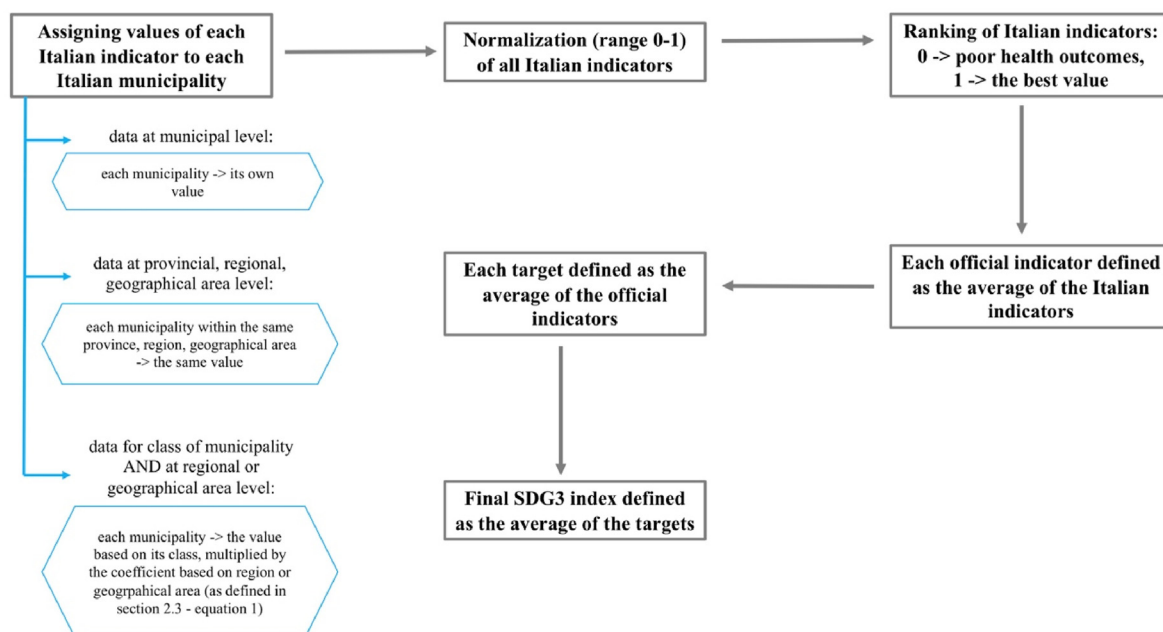 Assigning values of each
Italian indicator to each
Italian municipality
Normalization (range 0-1)
of all Italian indicators
Ranking of Italian indicators:
0 -> poor health outcomes,
1 -> the best value
data at municipal level:
each municipality -> its own
value
data at provincial, regional,
geographical area level:
each municipality within the same
province, region, geographical area
-> the same value
data for class of municipality
AND at regional or
geographical area level:
each municipality -> the value
based on its class, multiplied by
the coefficient based on region or
geogrpahical area (as defined in
section 2.3 - equation 1)
Each official indicator defined
as the average of the Italian
indicators
Each target defined as the
average of the official
indicators
Final SDG3 index defined
as the average of the targets